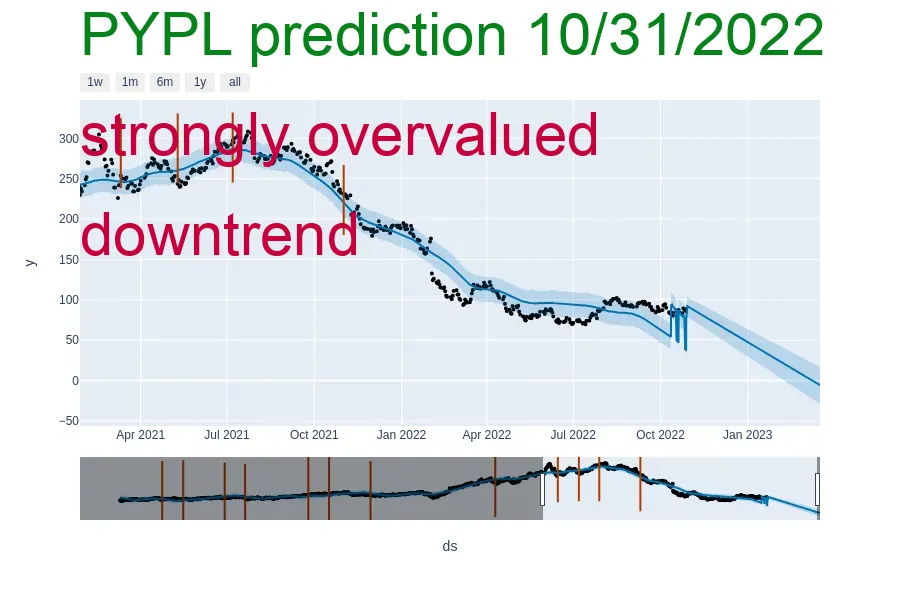 PYPL prediction 10/31/2022
1w 1m 6m 1y all
strongly overvalued
downtrend
300
250
200
150
100
50
0
−50
y
Apr 2021 Jul 2021 Oct 2021 Jan 2022 Apr 2022 Jul 2022 Oct 2022 Jan 2023
ds